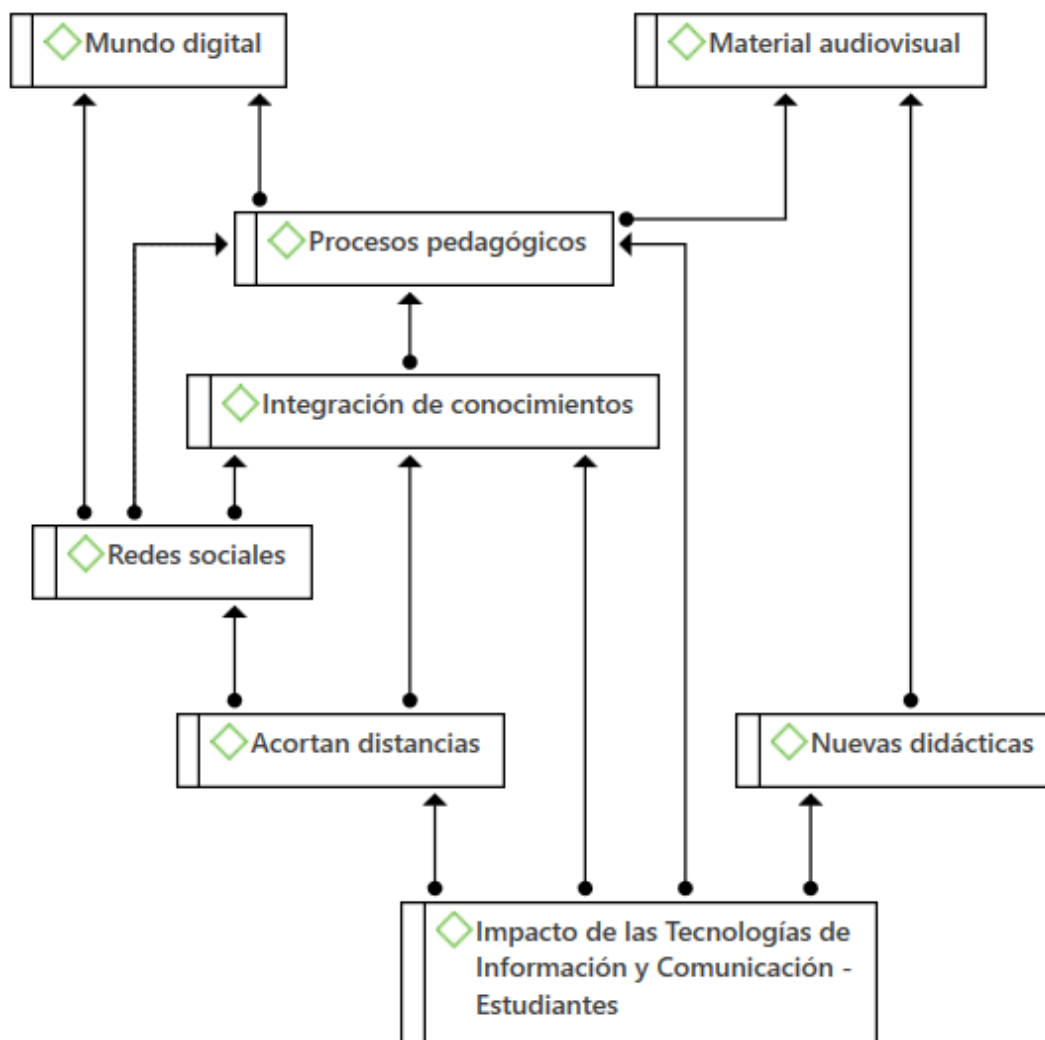 Mundo digital
Material audiovisual
Procesos pedagógicos
Integración de conocimientos
Redes sociales
Acortan distancias
Nuevas didácticas
Impacto de las Tecnologías de
Información y Comunicación -
Estudiantes